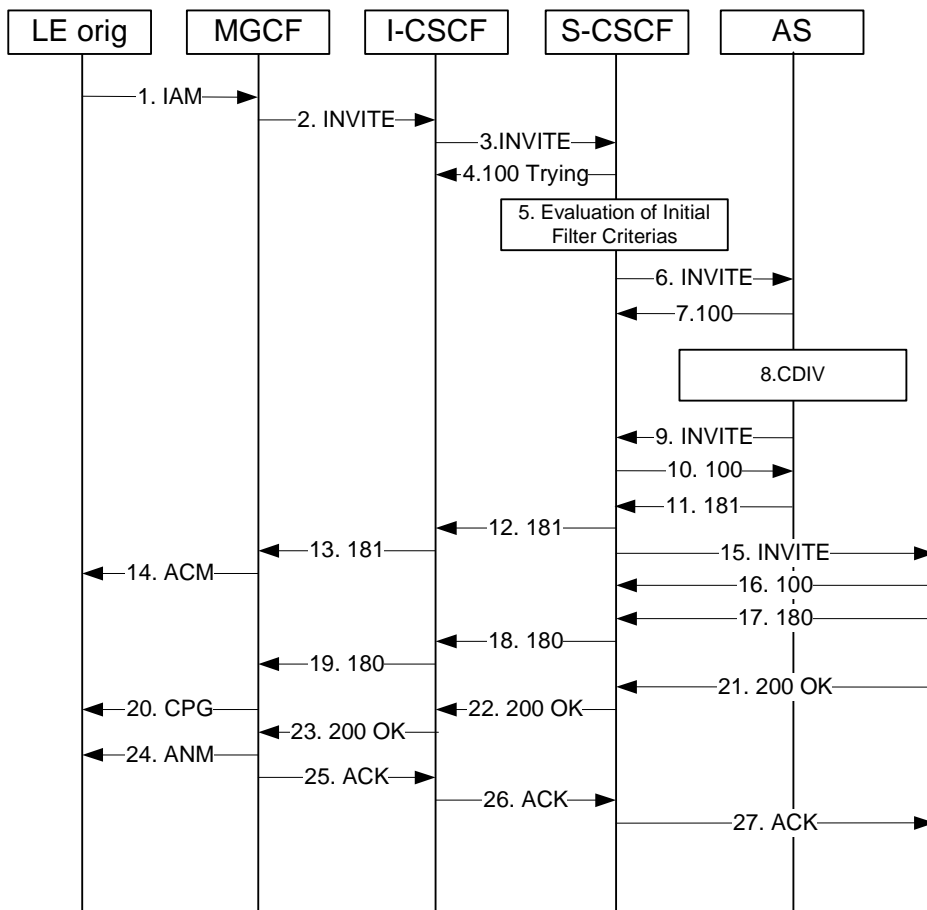 LE orig
MGCF
I-CSCF
S-CSCF
AS
1. IAM
2. INVITE
3.INVITE
4.100 Trying
5. Evaluation of Initial
Filter Criterias
6. INVITE
7.100
8.CDIV
9. INVITE
10. 100
11. 181
12. 181
13. 181
15. INVITE
14. ACM
16. 100
17. 180
18. 180
19. 180
21. 200 OK
20. CPG
22. 200 OK
23. 200 OK
24. ANM
25. ACK
26. ACK
27. ACK